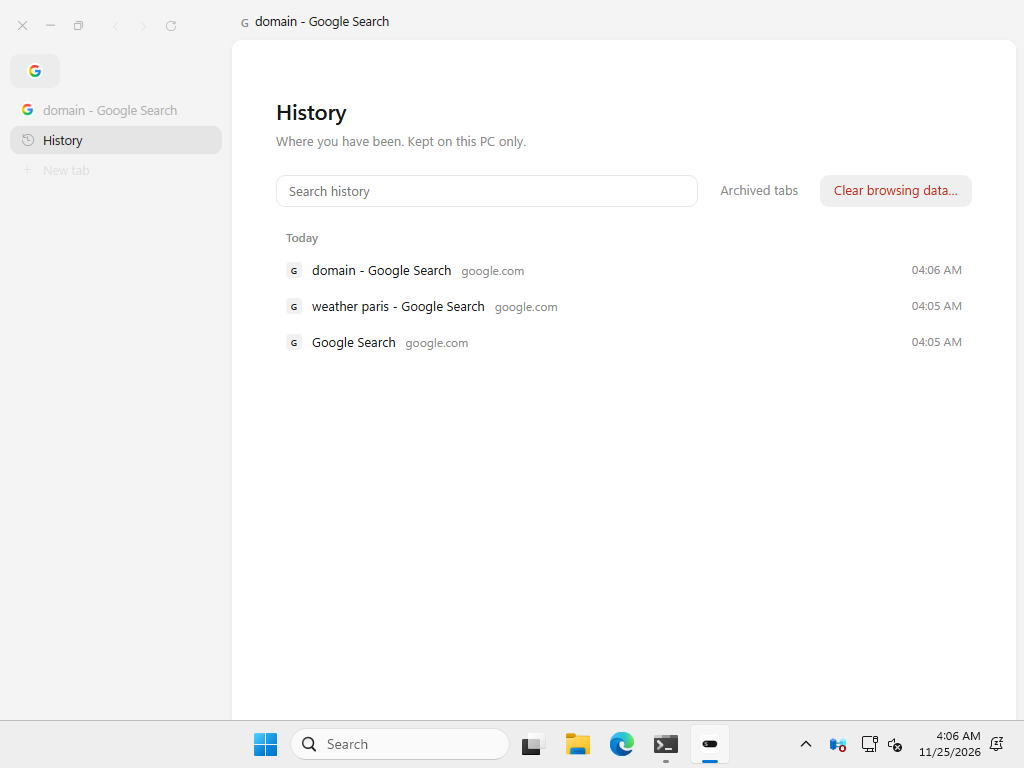 domain - Google Search
domain - Google Search
History
New tab
History
Where you have been. Kept on this PC only.
Search history
Archived tabs
Clear browsing data...
Today
G domain - Google Search google.com 04:06 AM
G weather paris - Google Search google.com 04:05 AM
G Google Search google.com 04:05 AM
Search
4:06 AM
11/25/2026